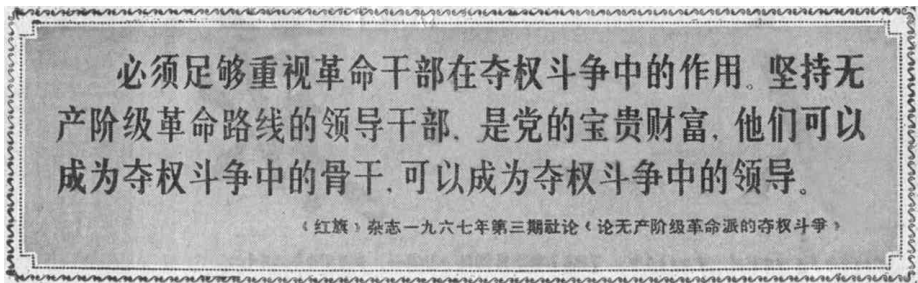 必须足够重视革命干部在夺权斗争中的作用。坚持无
产阶级革命路线的领导干部，是党的宝贵财富，他们可以
成为夺权斗争中的骨干，可以成为夺权斗争中的领导。
《红旗》杂志一九六七年第三期社论《论无产阶级革命派的夺权斗争》